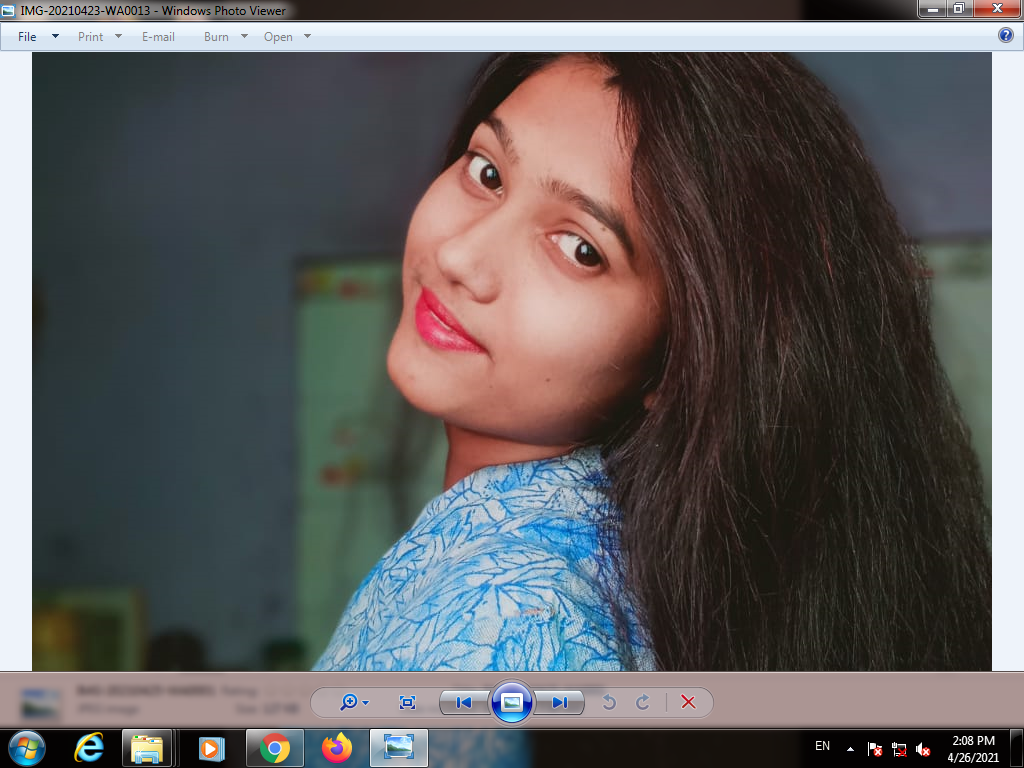 IMG-20210423-WA0013 - Windows Photo Viewer
File Print E-mail Burn Open
EN
2:08 PM
4/26/2021